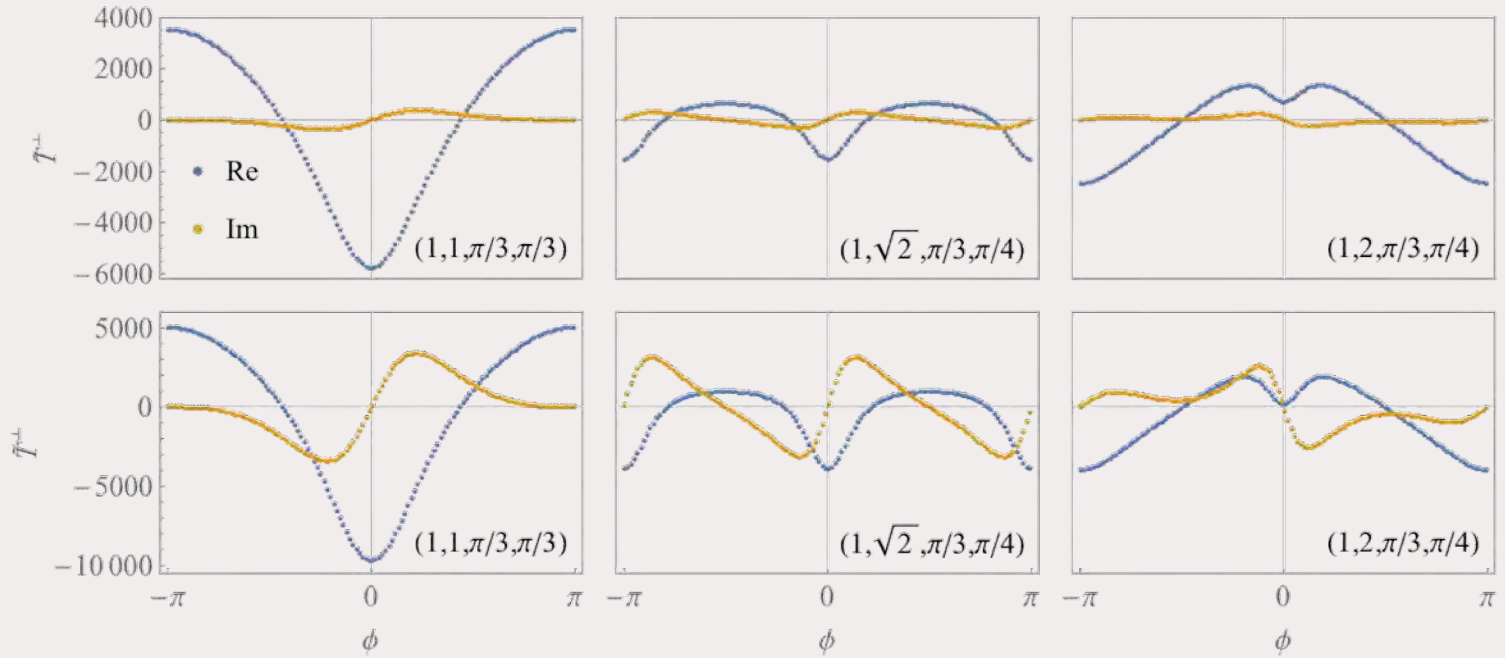 4000
2000
0
−2000
−4000
−6000
Re
Im
(1,1,π/3,π/3)
(1,√2,π/3,π/4)
(1,2,π/3,π/4)
5000
0
−5000
−10 000
(1,1,π/3,π/3)
(1,√2,π/3,π/4)
(1,2,π/3,π/4)
−π 0 π −π 0 π −π 0 π
ϕ ϕ ϕ